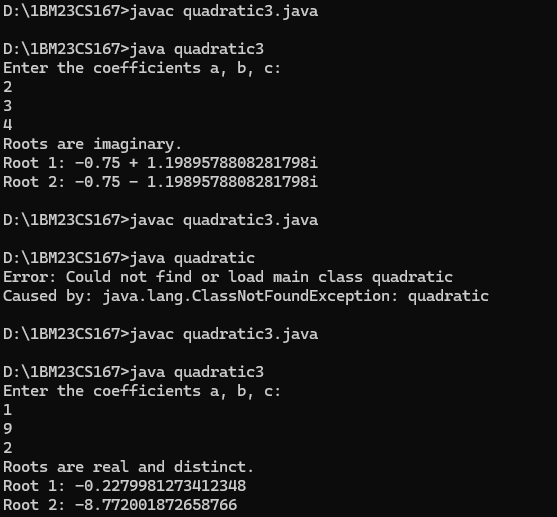 D:\1BM23CS167>javac quadratic3.java
D:\1BM23CS167>java quadratic3
Enter the coefficients a, b, c:
2
3
4
Roots are imaginary.
Root 1: -0.75 + 1.1989578808281798i
Root 2: -0.75 - 1.1989578808281798i
D:\1BM23CS167>javac quadratic3.java
D:\1BM23CS167>java quadratic
Error: Could not find or load main class quadratic
Caused by: java.lang.ClassNotFoundException: quadratic
D:\1BM23CS167>javac quadratic3.java
D:\1BM23CS167>java quadratic3
Enter the coefficients a, b, c:
1
9
2
Roots are real and distinct.
Root 1: -0.2279981273412348
Root 2: -8.772001872658766